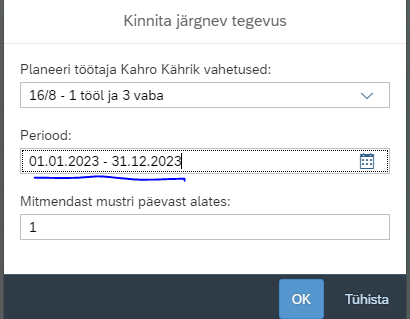 Kinnita järgnev tegevus
Planeeri töötaja Kahro Kährik vahetused:
16/8 - 1 tööl ja 3 vaba
Periood:
01.01.2023 - 31.12.2023
Mitmendast mustri päevast alates:
1
OK Tühista